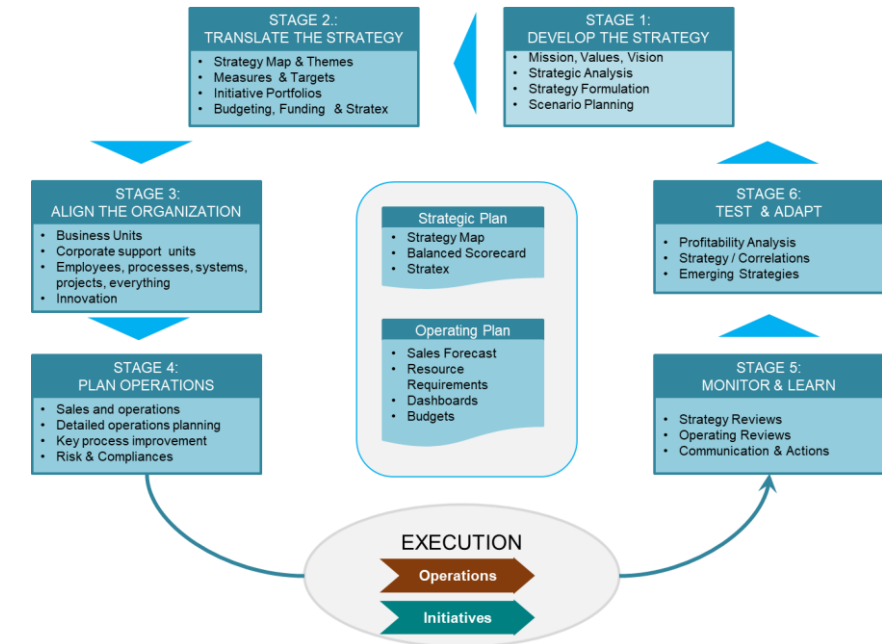 STAGE 1:
DEVELOP THE STRATEGY
• Mission, Values, Vision
• Strategic Analysis
• Strategy Formulation
• Scenario Planning
STAGE 2.:
TRANSLATE THE STRATEGY
• Strategy Map & Themes
• Measures & Targets
• Initiative Portfolios
• Budgeting, Funding & Stratex
STAGE 3:
ALIGN THE ORGANIZATION
• Business Units
• Corporate support units
• Employees, processes, systems,
projects, everything
• Innovation
STAGE 4:
PLAN OPERATIONS
• Sales and operations
• Detailed operations planning
• Key process improvement
• Risk & Compliances
Strategic Plan
• Strategy Map
• Balanced Scorecard
• Stratex
Operating Plan
• Sales Forecast
• Resource
Requirements
• Dashboards
• Budgets
EXECUTION
Operations
Initiatives
STAGE 5:
MONITOR & LEARN
• Strategy Reviews
• Operating Reviews
• Communication & Actions
STAGE 6:
TEST & ADAPT
• Profitability Analysis
• Strategy / Correlations
• Emerging Strategies